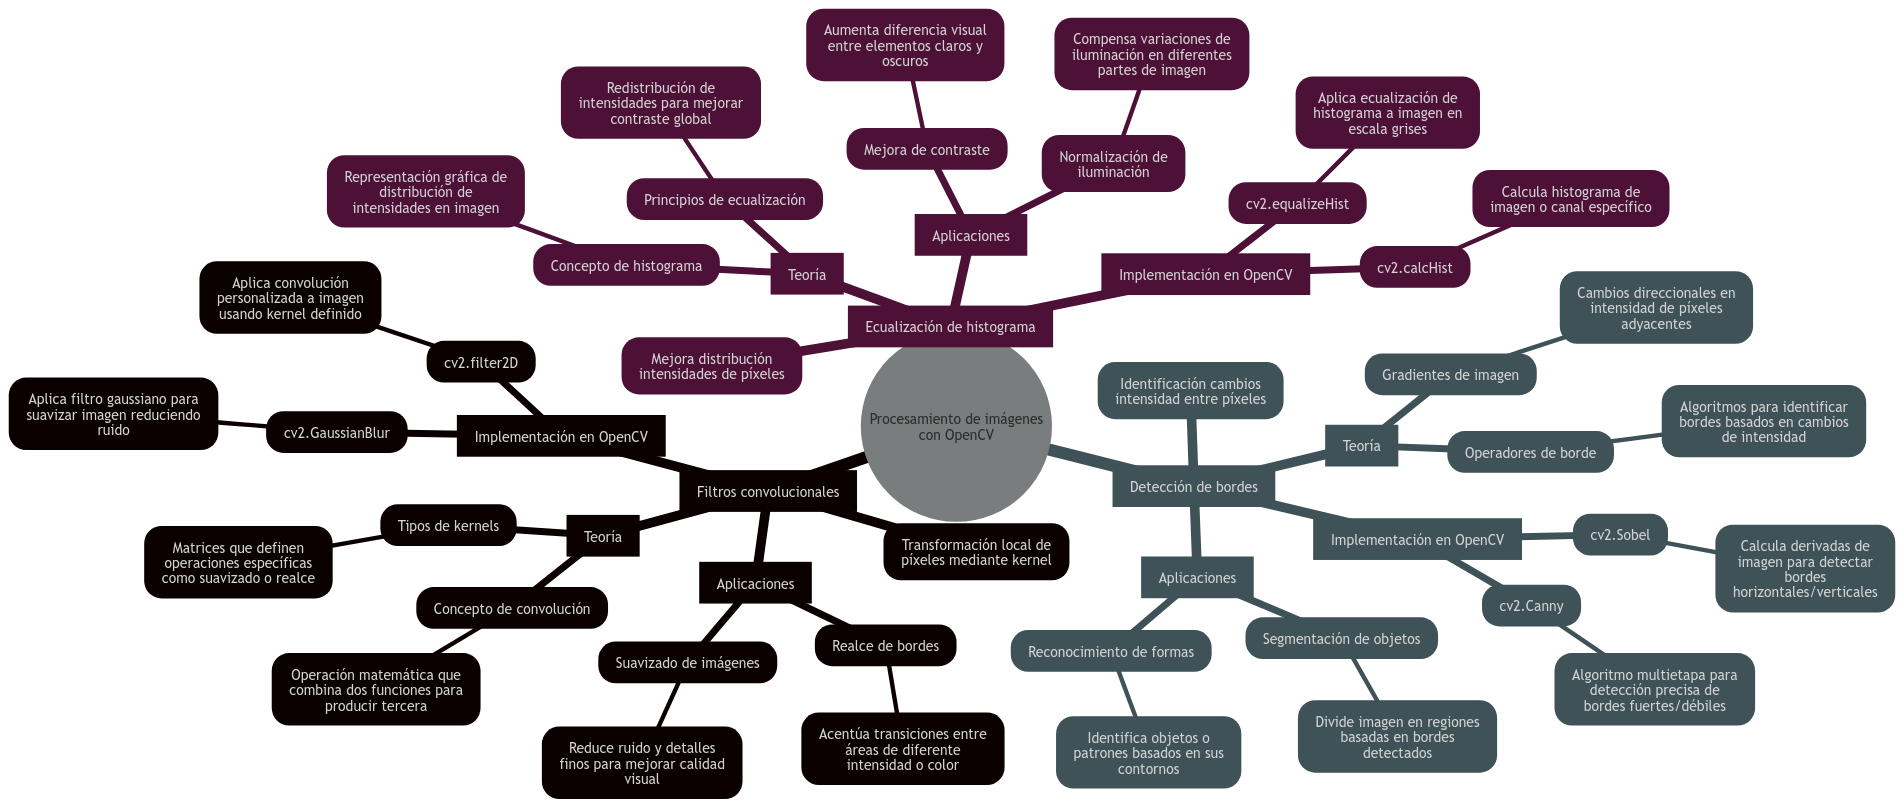 Procesamiento de imágenes
con OpenCV
Ecualización de histograma
Mejora distribución
intensidades de píxeles
Teoría
Concepto de histograma
Representación gráfica de
distribución de
intensidades en imagen
Principios de ecualización
Redistribución de
intensidades para mejorar
contraste global
Aplicaciones
Mejora de contraste
Aumenta diferencia visual
entre elementos claros y
oscuros
Normalización de
iluminación
Compensa variaciones de
iluminación en diferentes
partes de imagen
Implementación en OpenCV
cv2.equalizeHist
Aplica ecualización de
histograma a imagen en
escala grises
cv2.calcHist
Calcula histograma de
imagen o canal específico
Detección de bordes
Identificación cambios
intensidad entre píxeles
Teoría
Gradientes de imagen
Cambios direccionales en
intensidad de píxeles
adyacentes
Operadores de borde
Algoritmos para identificar
bordes basados en cambios
de intensidad
Implementación en OpenCV
cv2.Sobel
Calcula derivadas de
imagen para detectar
bordes
horizontales/verticales
cv2.Canny
Algoritmo multietapa para
detección precisa de
bordes fuertes/débiles
Aplicaciones
Segmentación de objetos
Divide imagen en regiones
basadas en bordes
detectados
Reconocimiento de formas
Identifica objetos o
patrones basados en sus
contornos
Filtros convolucionales
Transformación local de
píxeles mediante kernel
Implementación en OpenCV
cv2.filter2D
Aplica convolución
personalizada a imagen
usando kernel definido
cv2.GaussianBlur
Aplica filtro gaussiano para
suavizar imagen reduciendo
ruido
Teoría
Tipos de kernels
Matrices que definen
operaciones específicas
como suavizado o realce
Concepto de convolución
Operación matemática que
combina dos funciones para
producir tercera
Aplicaciones
Suavizado de imágenes
Reduce ruido y detalles
finos para mejorar calidad
visual
Realce de bordes
Acentúa transiciones entre
áreas de diferente
intensidad o color